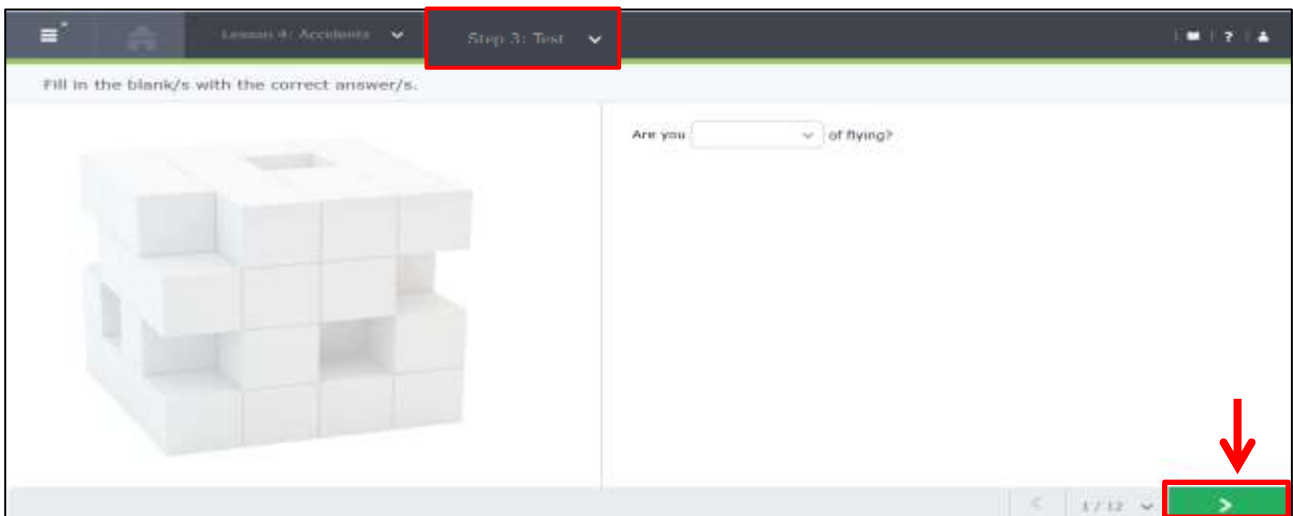 Lesson 4: Accidents
Step 3: Test
?
Fill in the blank/s with the correct answer/s.
Are you of flying?
< 1 / 12 >